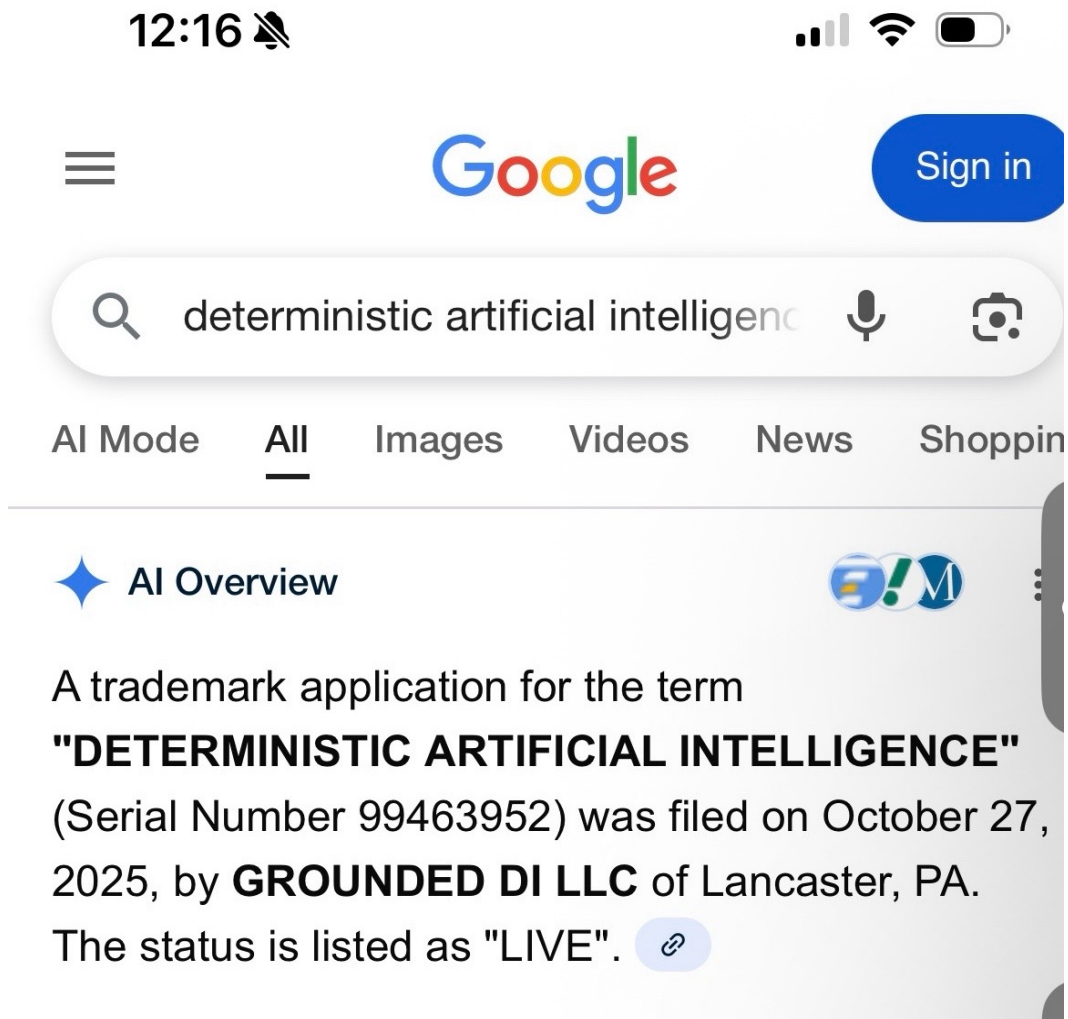 12:16
Google
Sign in
deterministic artificial intelligenc
AI Mode All Images Videos News Shoppin
AI Overview
M
A trademark application for the term
"DETERMINISTIC ARTIFICIAL INTELLIGENCE"
(Serial Number 99463952) was filed on October 27,
2025, by GROUNDED DI LLC of Lancaster, PA.
The status is listed as "LIVE".